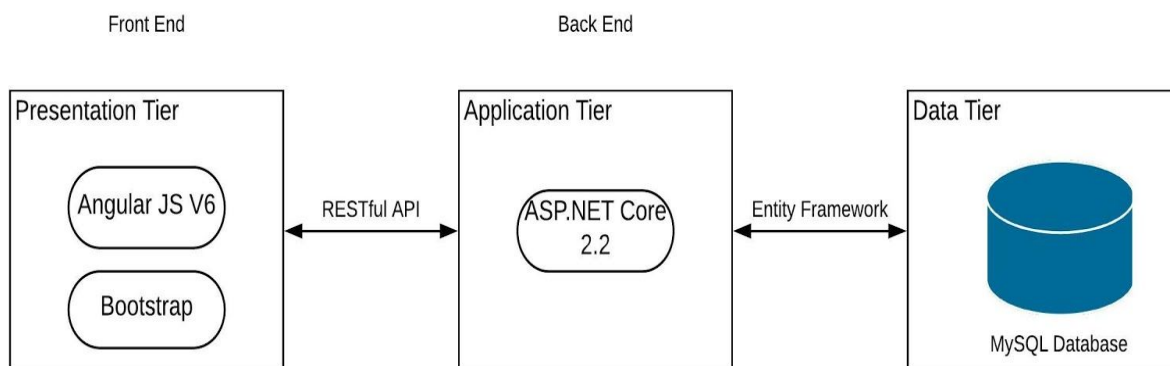 Front End
Back End
Presentation Tier
Angular JS V6
Bootstrap
RESTful API
Application Tier
ASP.NET Core
2.2
Entity Framework
Data Tier
MySQL Database